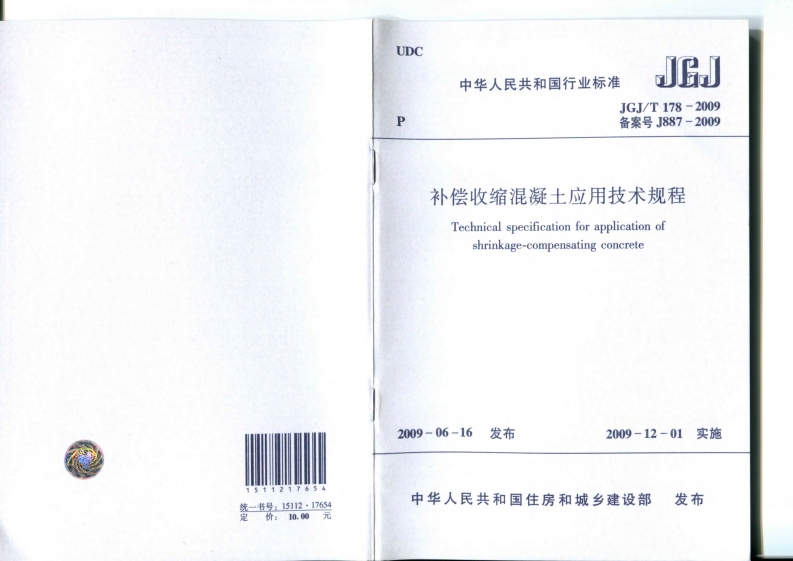 UDC
中华人民共和国行业标准
JGJ
JGJ/T 178-2009
备案号 J887-2009
P
补偿收缩混凝土应用技术规程
Technical specification for application of
shrinkage-compensating concrete
2009-06-16 发布
2009-12-01 实施
中华人民共和国住房和城乡建设部 发布
1511217654
统一书号：15112·17654
定 价： 10.00 元